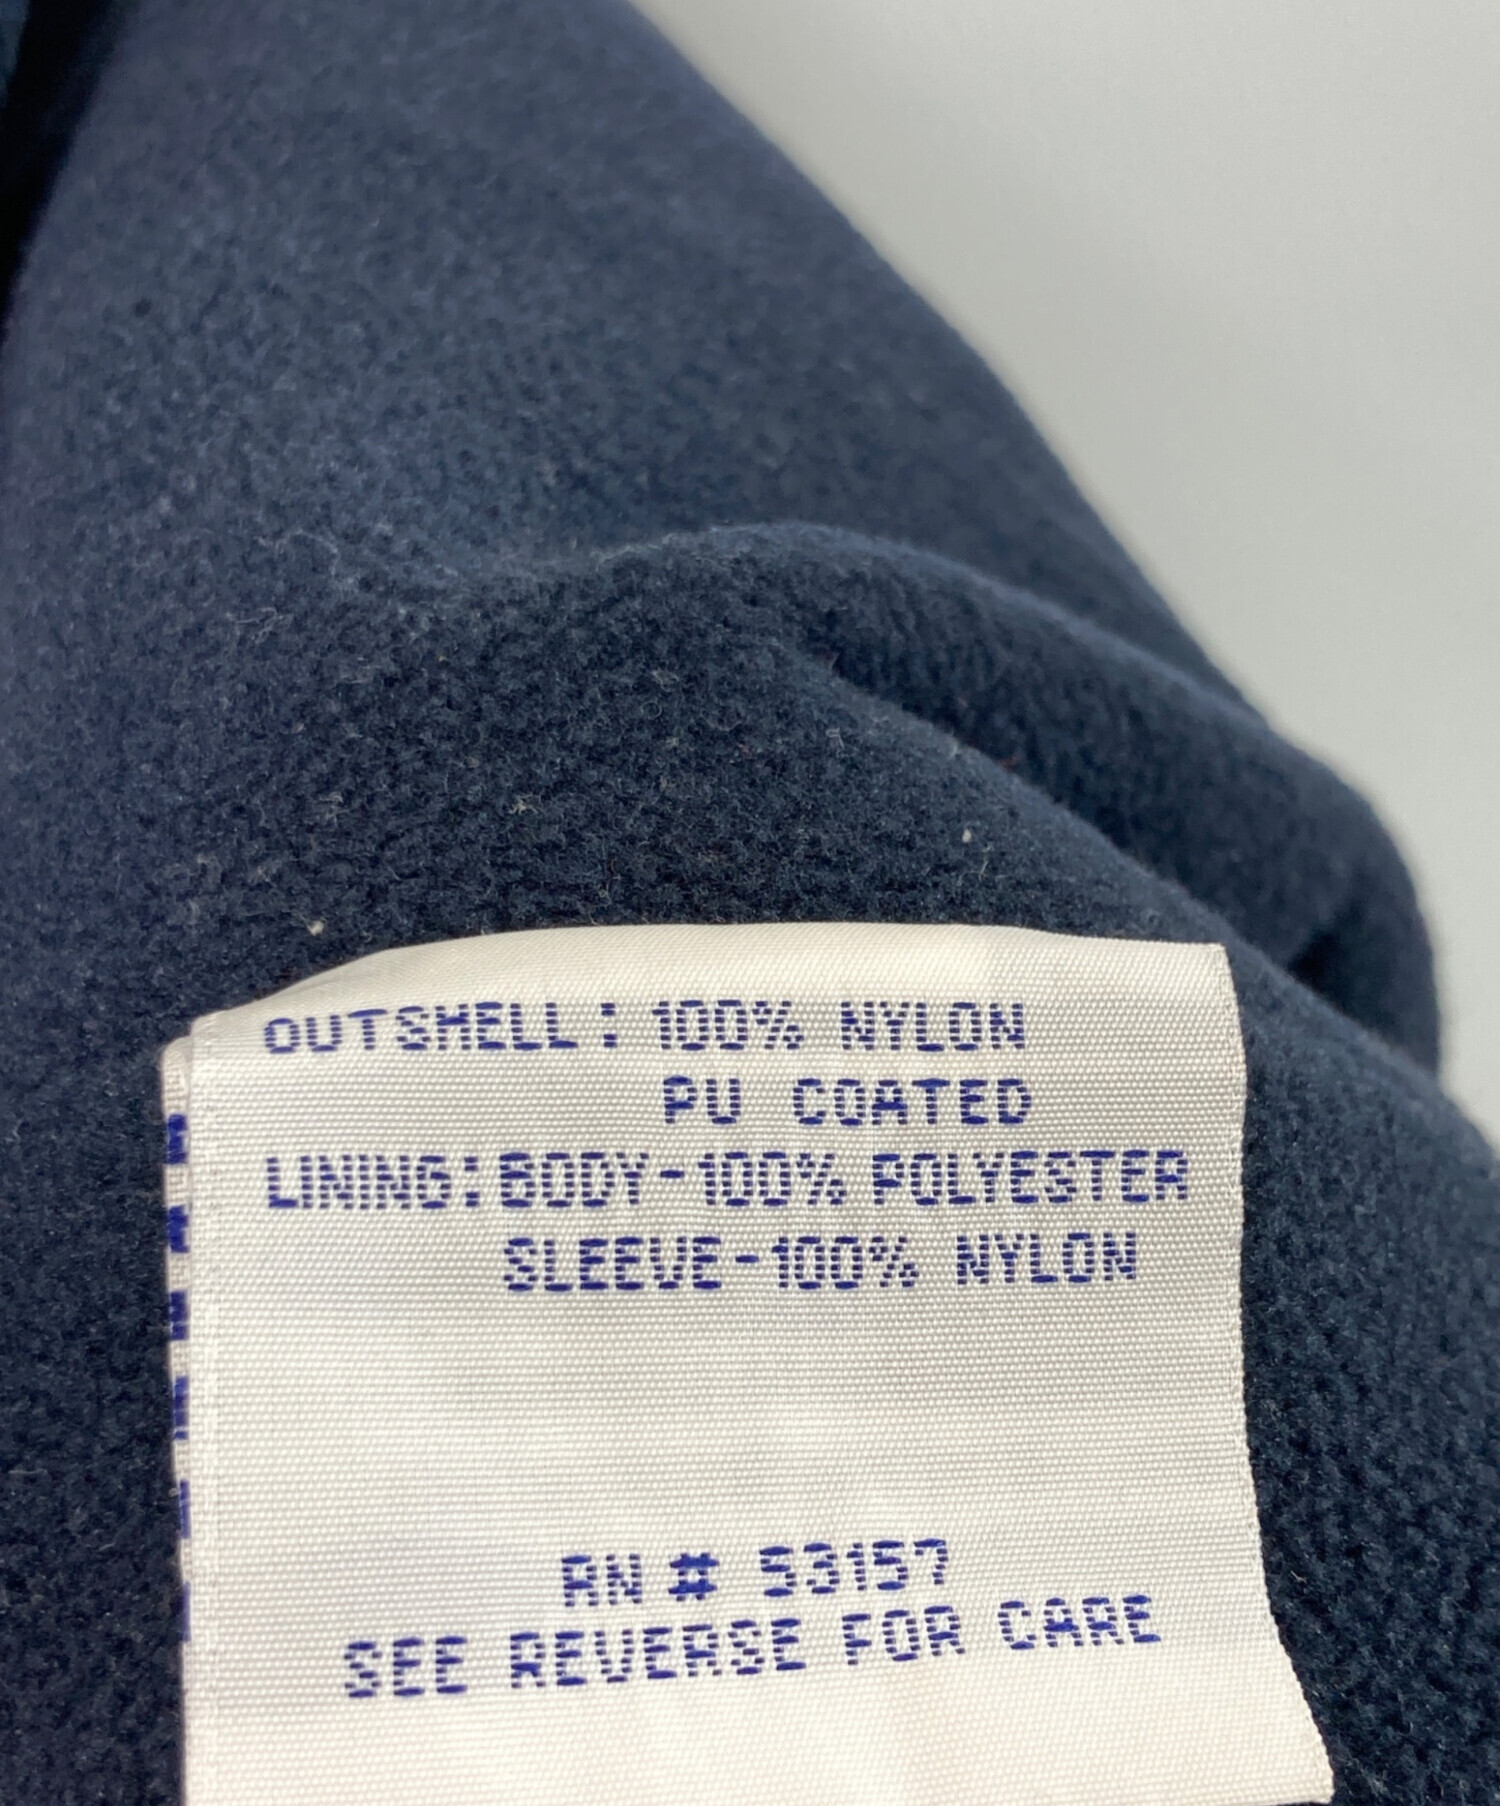 OUTSHELL: 100% NYLON
PU COATED
LINING: BODY-100% POLYESTER
SLEEVE-100% NYLON
RN # 53157
SEE REVERSE FOR CARE